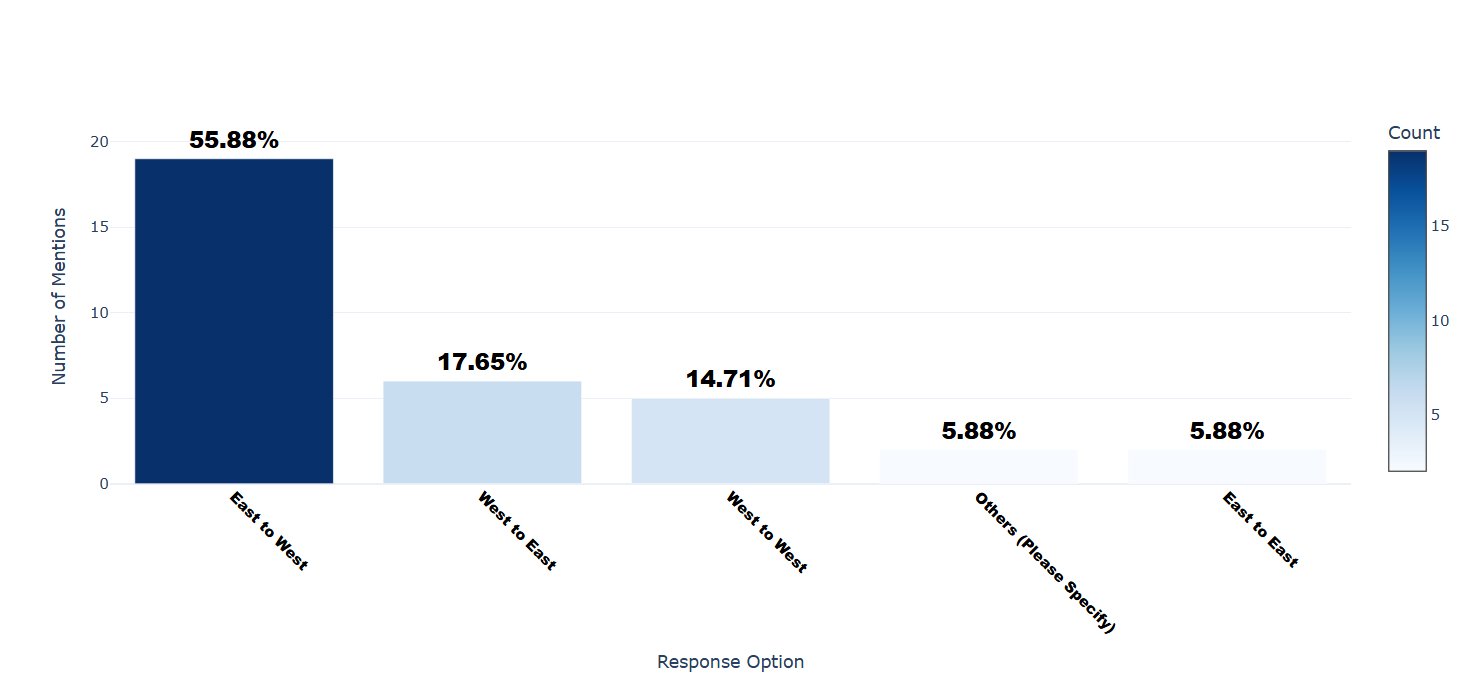 55.88%
17.65%
14.71%
5.88%
5.88%
20
15
10
5
0
Number of Mentions
East to West
West to East
West to West
Others (Please Specify)
East to East
Response Option
Count
15
10
5